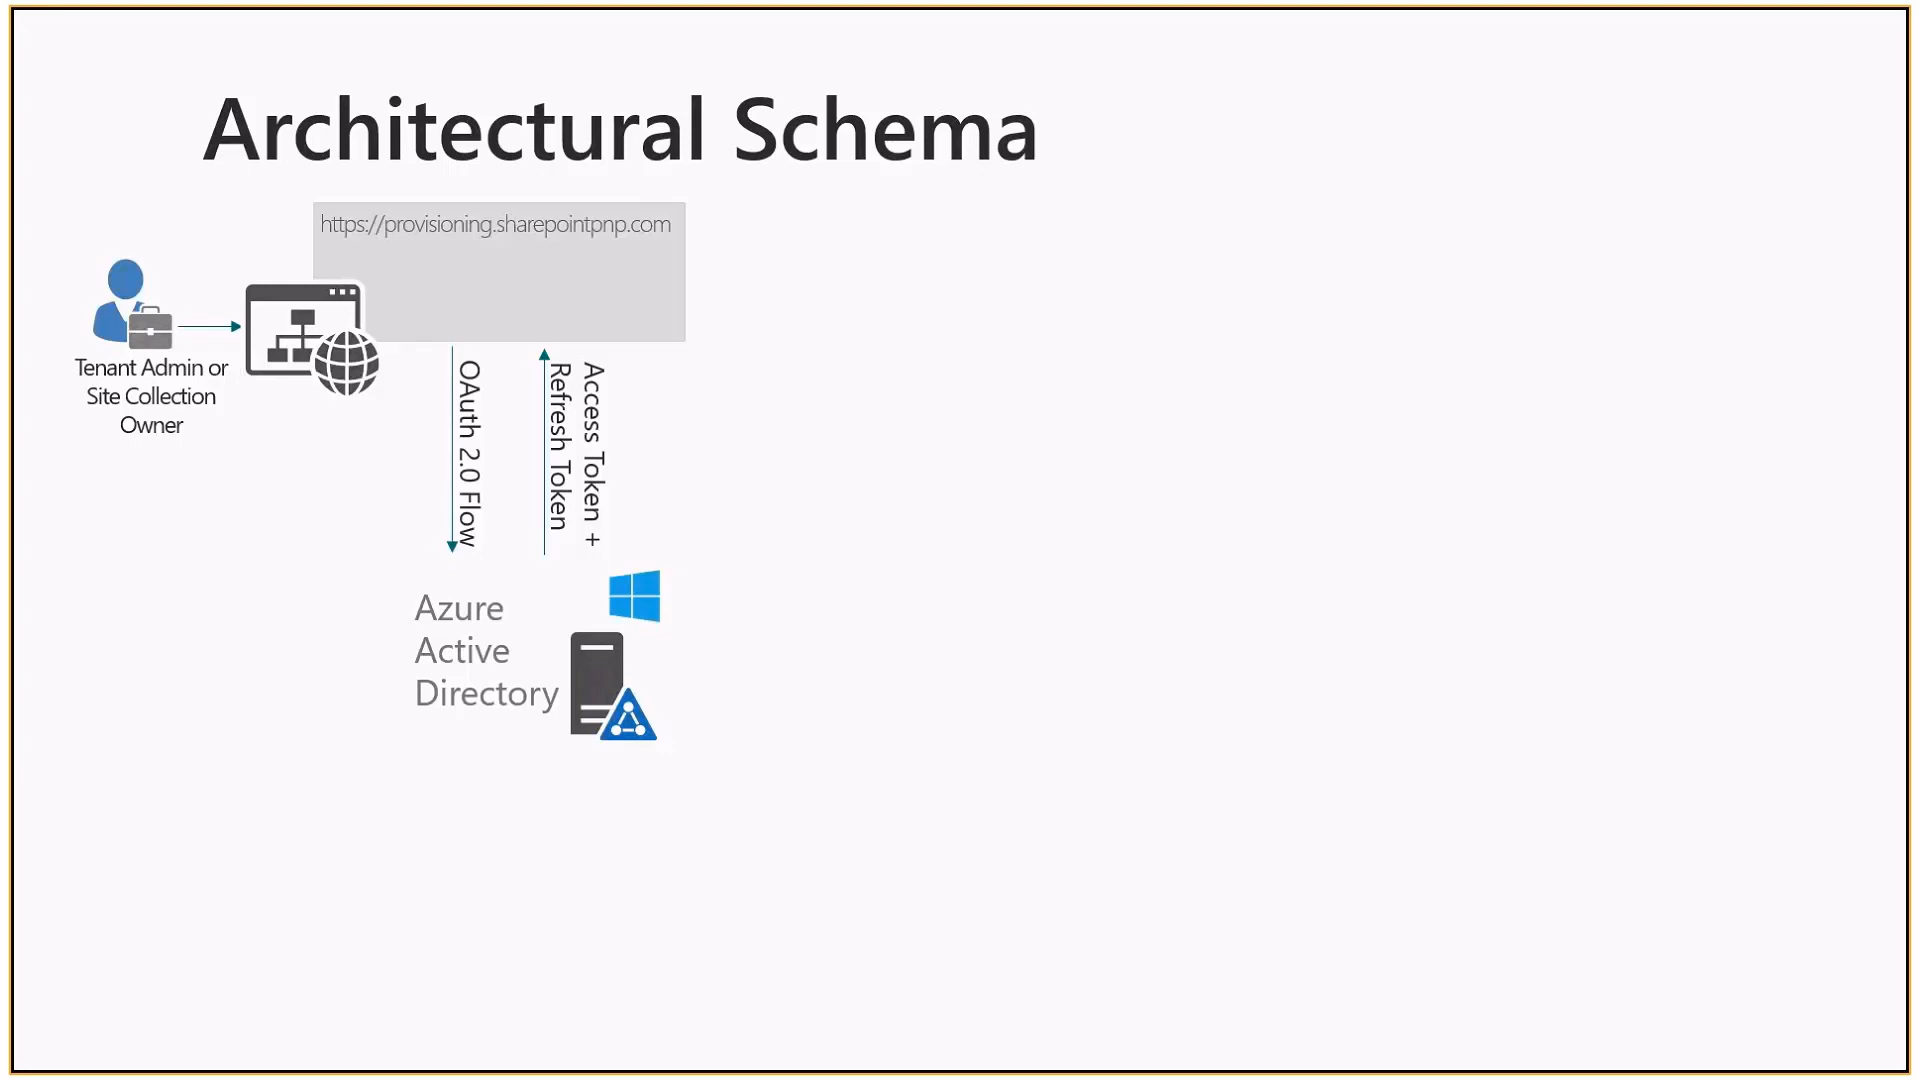 Architectural Schema
https://provisioning.sharepointpnp.com
Tenant Admin or
Site Collection
Owner
OAuth 2.0 Flow
Access Token +
Refresh Token
Azure
Active
Directory